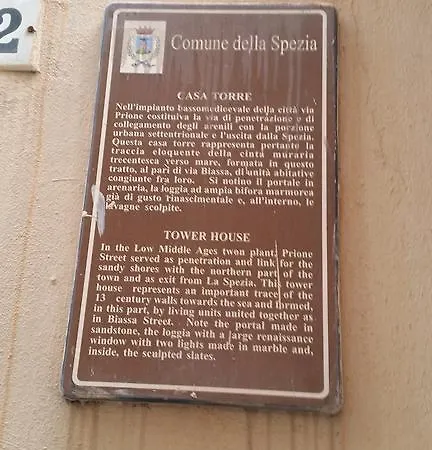 2
Comune della Spezia
CASA TORRE
Nell'impianto bassomedioevale della città via
Prione costituiva la via di penetrazione e di
collegamento degli arenili con la porzione
urbana settentrionale e l'uscita dalla Spezia.
Questa casa torre rappresenta pertanto la
traccia eloquente della cinta muraria
trecentesca verso mare, formata in questo
tratto, al pari di via Biassa, di unità abitative
congiunte fra loro. Si notino il portale in
arenaria, la loggia ad ampia bifora marmorea
già di gusto rinascimentale e, all'interno, le
lavagne scolpite.
TOWER HOUSE
In the Low Middle Ages twon plant, Prione
Street served as penetration and link for the
sandy shores with the northern part of the
town and as exit from La Spezia. This tower
house represents an important trace of the
13 century walls towards the sea and formed,
in this part, by living units united together as
in Biassa Street. Note the portal made in
sandstone, the loggia with a large renaissance
window with two lights made in marble and,
inside, the sculpted slates.